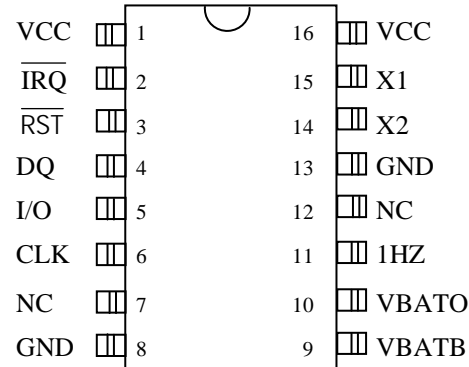 VCC 1 16 VCC
IRQ 2 15 X1
RST 3 14 X2
DQ 4 13 GND
I/O 5 12 NC
CLK 6 11 1HZ
NC 7 10 VBATO
GND 8 9 VBATB